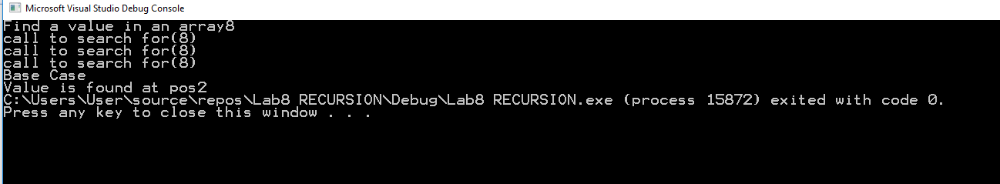 Microsoft Visual Studio Debug Console
Find a value in an array8
call to search for(8)
call to search for(8)
call to search for(8)
Base Case
Value is found at pos2
C:\Users\User\source\repos\Lab8 RECURSION\Debug\Lab8 RECURSION.exe (process 15872) exited with code 0.
Press any key to close this window . . .